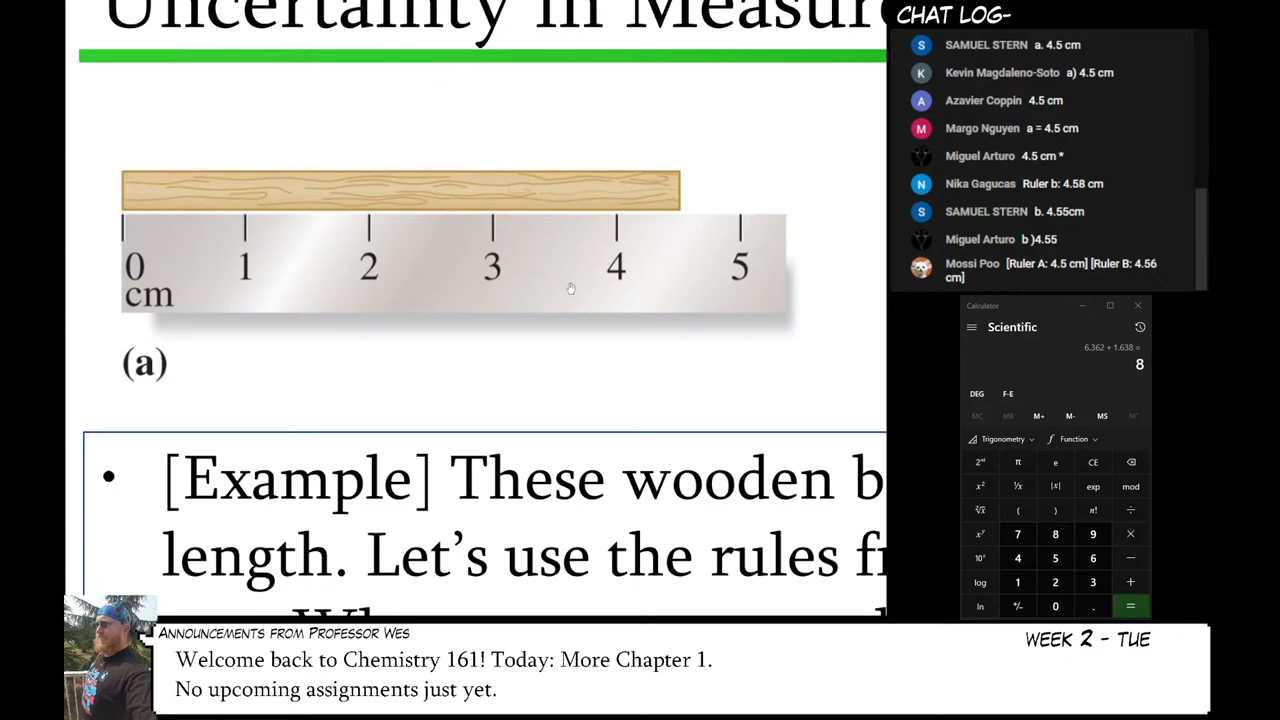 Uncertainty in Measur
0 1 2 3 4 5
cm
(a)
• [Example] These wooden b
length. Let’s use the rules f
CHAT LOG-
S SAMUEL STERN a. 4.5 cm
K Kevin Magdaleno-Soto a) 4.5 cm
A Azavier Coppin 4.5 cm
M Margo Nguyen a = 4.5 cm
Miguel Arturo 4.5 cm *
N Nika Gagucas Ruler b: 4.58 cm
S SAMUEL STERN b. 4.55cm
Miguel Arturo b )4.55
Mossi Poo [Ruler A: 4.5 cm] [Ruler B: 4.56
cm]
Calculator
Scientific
6.362 + 1.638 =
8
DEG F-E
MC MR M+ M- MS M˅
Trigonometry Function
2ⁿᵈ π e CE
x² ¹/x |x| exp mod
²√x ( ) n! ÷
xʸ 7 8 9 ×
10ˣ 4 5 6 −
log 1 2 3 +
ln +/- 0 . =
ANNOUNCEMENTS FROM PROFESSOR WES
WEEK 2 - TUE
Welcome back to Chemistry 161! Today: More Chapter 1.
No upcoming assignments just yet.